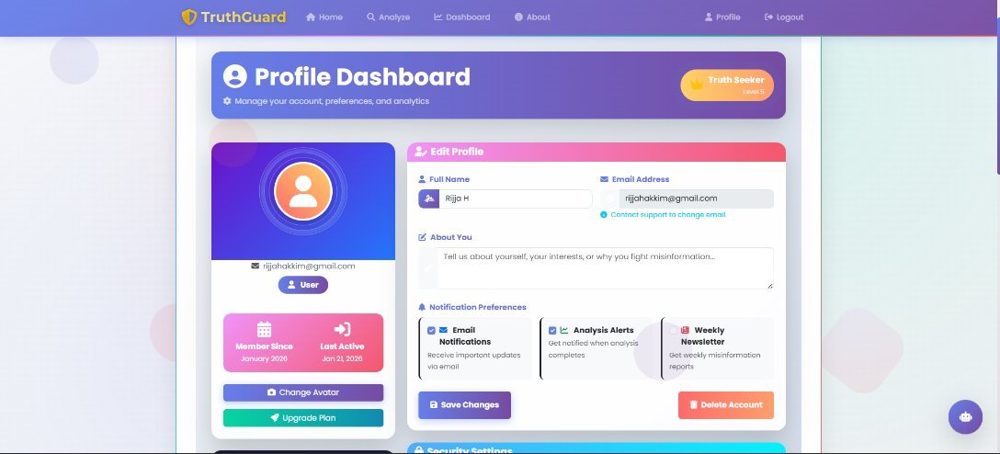 TruthGuard Home Analyze Dashboard About Profile Logout
Profile Dashboard
Manage your account, preferences, and analytics
Truth Seeker
Level 5
rijjahakkim@gmail.com
User
Member Since
January 2026
Last Active
Jan 21, 2026
Change Avatar
Upgrade Plan
Edit Profile
Full Name
Rijja H
Email Address
rijjahakkim@gmail.com
Contact support to change email
About You
Tell us about yourself, your interests, or why you fight misinformation...
Notification Preferences
Email
Notifications
Receive important updates
via email
Analysis Alerts
Get notified when analysis
completes
Weekly
Newsletter
Get weekly misinformation
reports
Save Changes
Delete Account
Security Settings